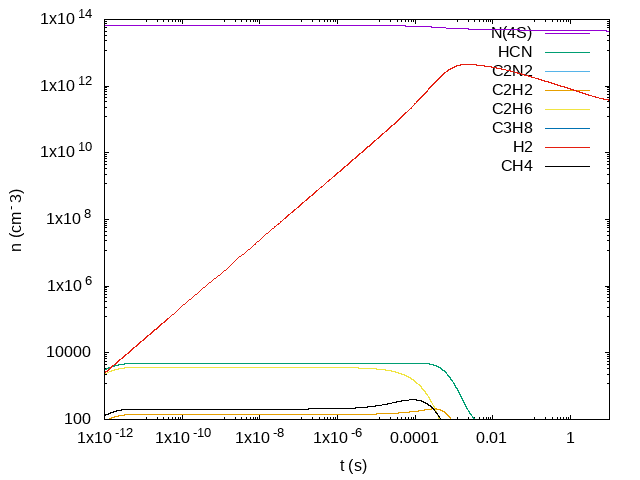 1x10^14
1x10^12
1x10^10
1x10^8
1x10^6
10000
100
n (cm^-3)
N(4S)
HCN
C2N2
C2H2
C2H6
C3H8
H2
CH4
1x10^-12
1x10^-10
1x10^-8
1x10^-6
0.0001
0.01
1
t (s)